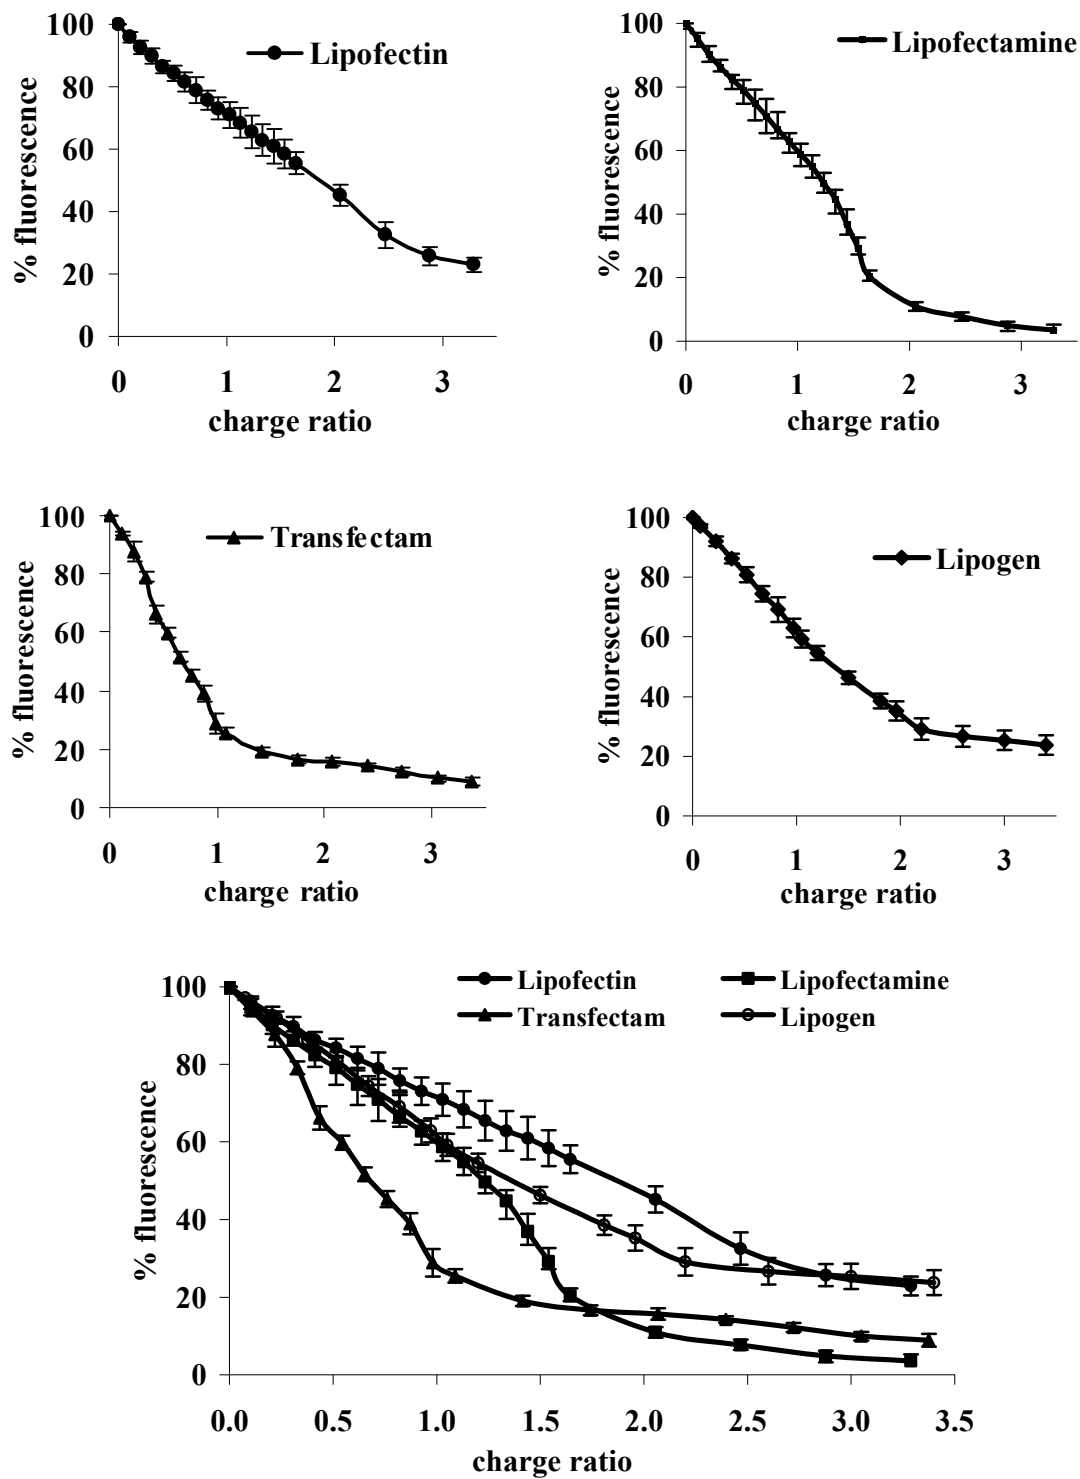 Lipofectin
100
80
60
40
20
0
% fluorescence
0 1 2 3
charge ratio
Lipofectamine
100
80
60
40
20
0
% fluorescence
0 1 2 3
charge ratio
Transfectam
100
80
60
40
20
0
% fluorescence
0 1 2 3
charge ratio
Lipogen
100
80
60
40
20
0
% fluorescence
0 1 2 3
charge ratio
Lipofectin Lipofectamine
Transfectam Lipogen
100
80
60
40
20
0
% fluorescence
0.0 0.5 1.0 1.5 2.0 2.5 3.0 3.5
charge ratio